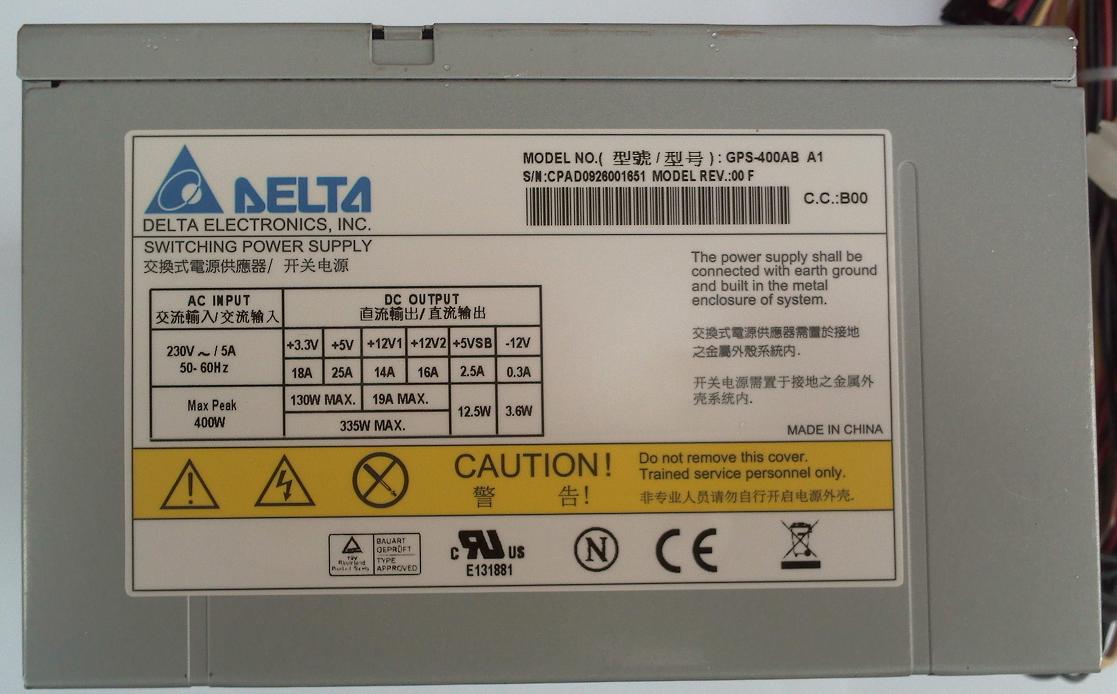 DELTA
DELTA ELECTRONICS, INC.
MODEL NO.( 型號 / 型号 ) : GPS-400AB A1
S/N:CPAD0926001651 MODEL REV.:00 F
C.C.:B00
SWITCHING POWER SUPPLY
交換式電源供應器/ 开关电源
The power supply shall be
connected with earth ground
and built in the metal
enclosure of system.
交換式電源供應器需置於接地
之金屬外殼系統内.
开关电源需置于接地之金属外
壳系统内.
MADE IN CHINA
AC INPUT
交流輸入/交流输入
DC OUTPUT
直流輸出/直流输出
230V ~ / 5A
50- 60Hz
+3.3V +5V +12V1 +12V2 +5VSB -12V
18A 25A 14A 16A 2.5A 0.3A
Max Peak
400W
130W MAX. 19A MAX.
335W MAX.
12.5W 3.6W
CAUTION!
警 告!
Do not remove this cover.
Trained service personnel only.
非专业人员请勿自行开启电源外壳.
BAUART
GEPRÜFT
TYPE
APPROVED
c RU US
E131881
N
CE